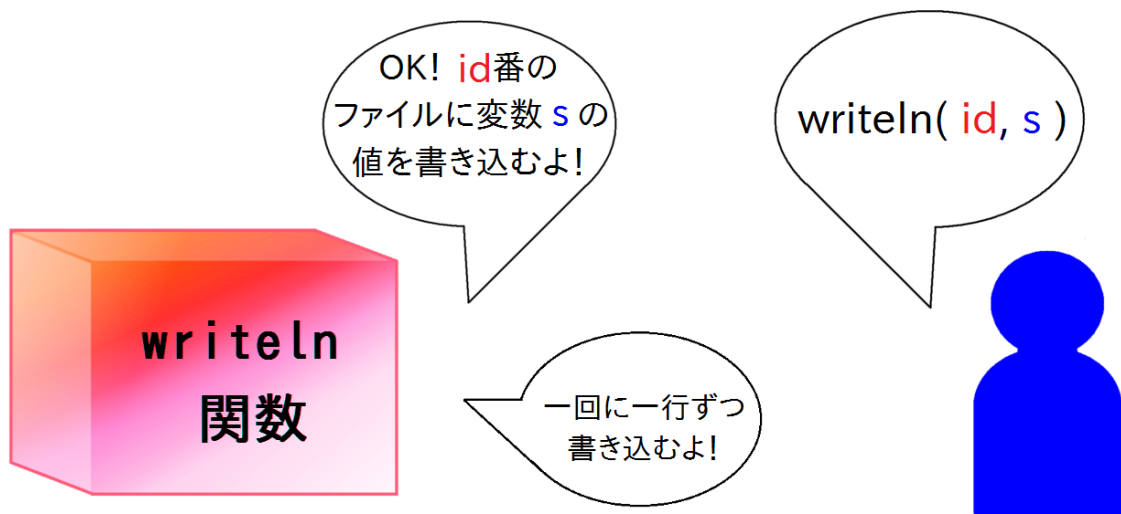 OK! id番の
ファイルに変数 s の
値を書き込むよ!
writeln( id, s )
writeln
関数
一回に一行ずつ
書き込むよ!